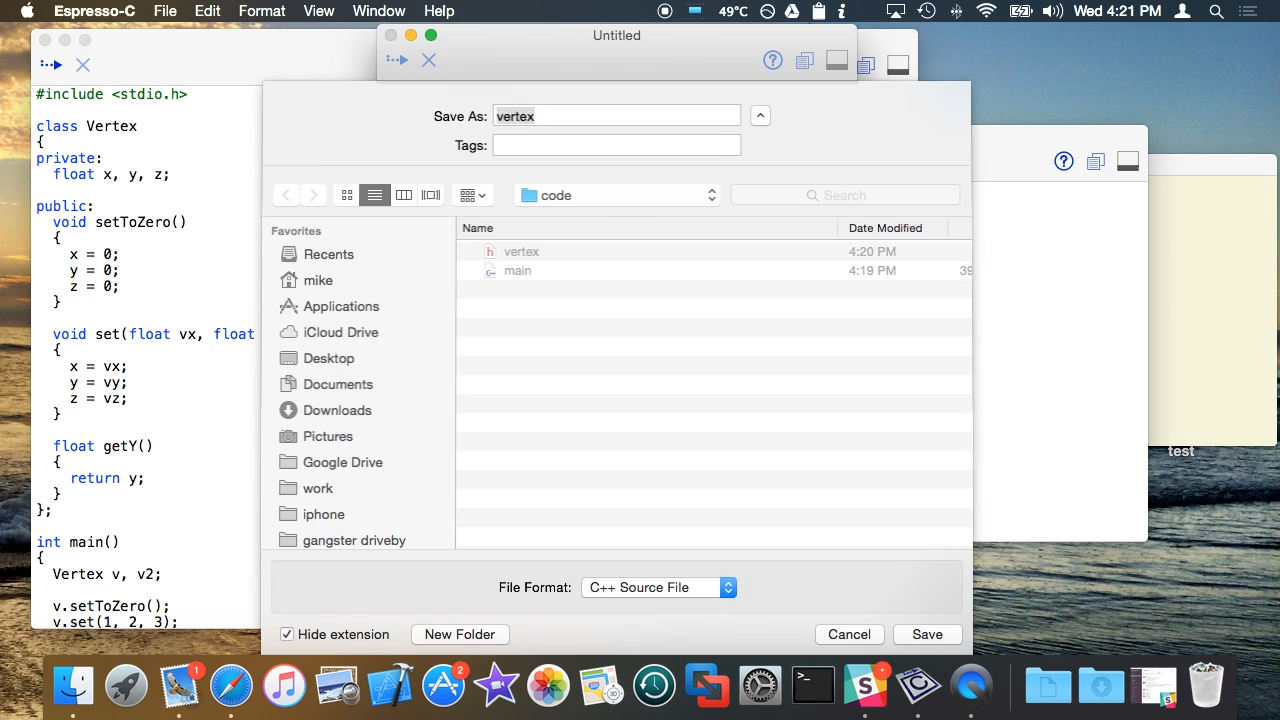 Espresso-C File Edit Format View Window Help 49°C Wed 4:21 PM
Untitled
#include <stdio.h>
class Vertex
{
private:
float x, y, z;
public:
void setToZero()
{
x = 0;
y = 0;
z = 0;
}
void set(float vx, float
{
x = vx;
y = vy;
z = vz;
}
float getY()
{
return y;
}
};
int main()
{
Vertex v, v2;
v.setToZero();
v.set(1, 2, 3);
Save As: vertex
Tags:
code
Search
Favorites
Recents
mike
Applications
iCloud Drive
Desktop
Documents
Downloads
Pictures
Google Drive
work
iphone
gangster driveby
Name Date Modified
vertex 4:20 PM
main 4:19 PM 39
File Format: C++ Source File
Hide extension New Folder Cancel Save
test
1
2